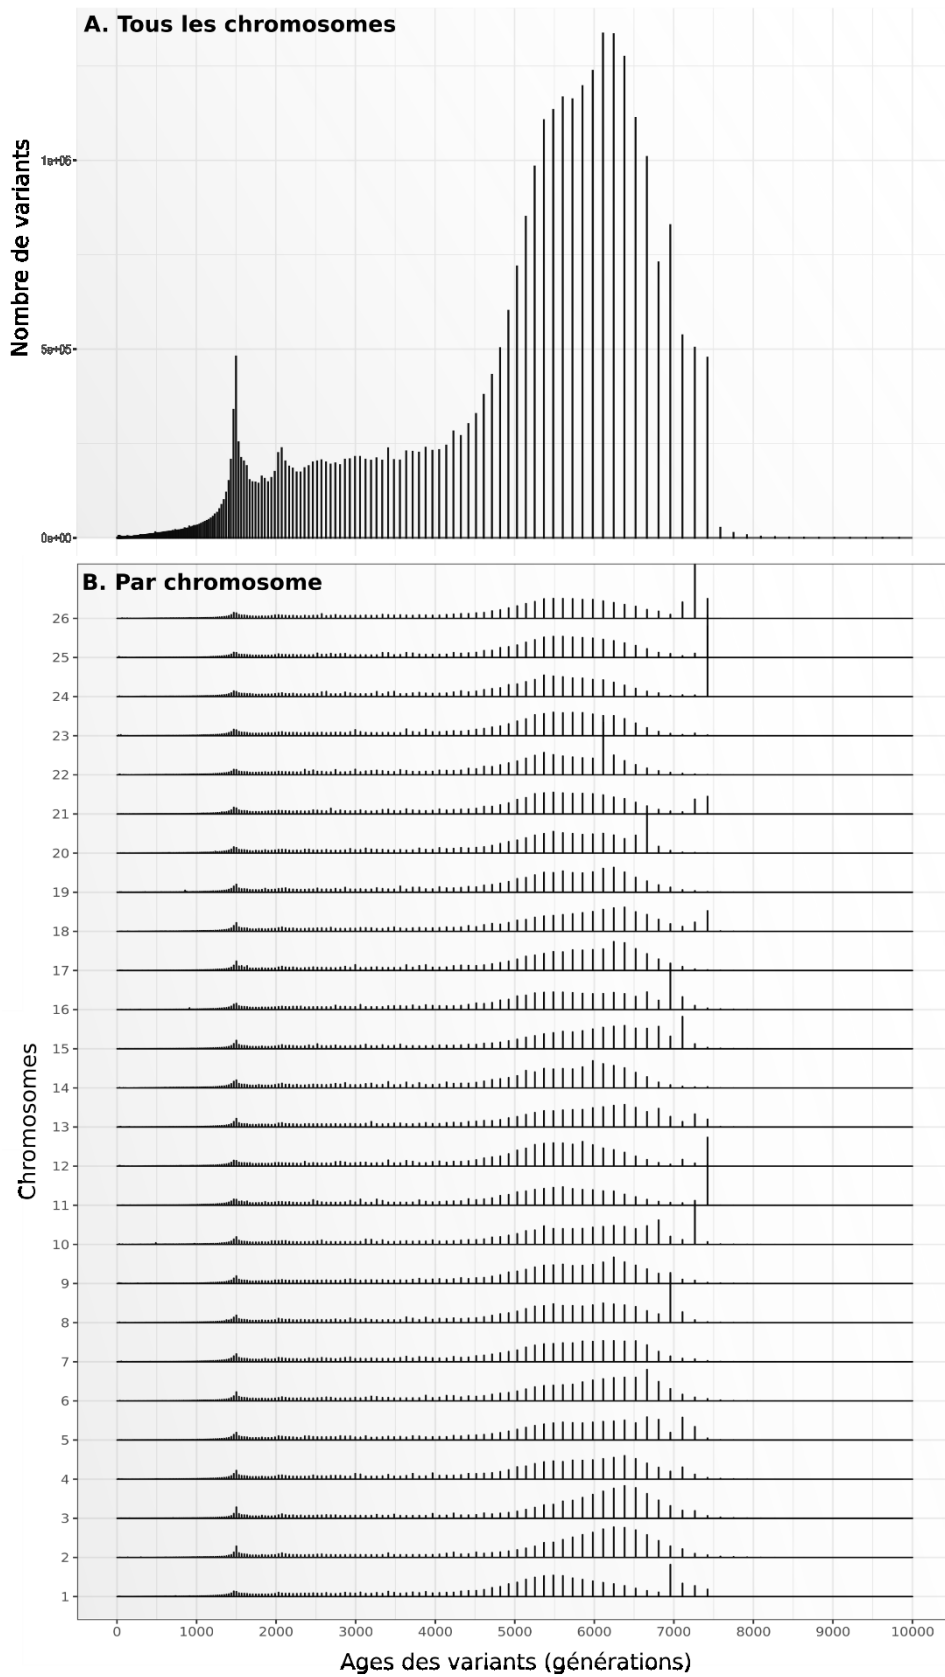 A. Tous les chromosomes
Nombre de variants
1e+06
5e+05
0e+00
B. Par chromosome
Chromosomes
26
25
24
23
22
21
20
19
18
17
16
15
14
13
12
11
10
9
8
7
6
5
4
3
2
1
0 1000 2000 3000 4000 5000 6000 7000 8000 9000 10000
Ages des variants (générations)